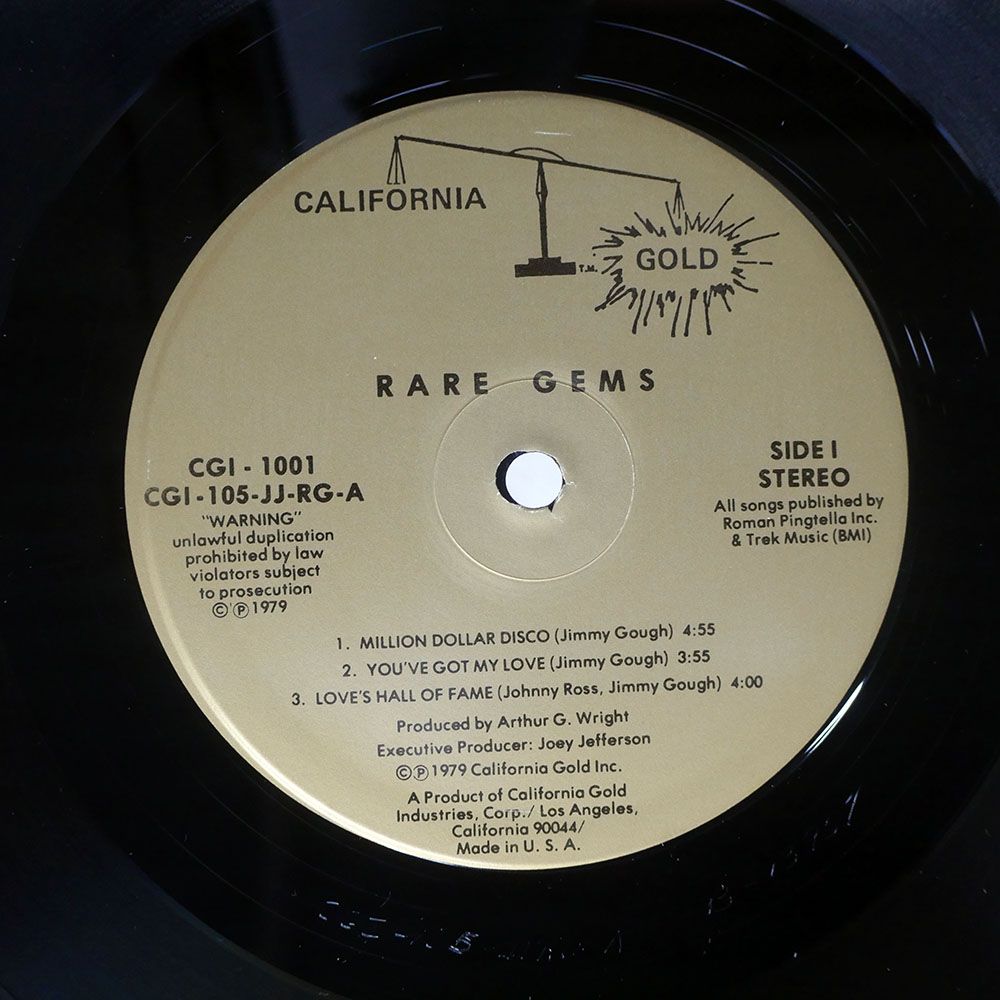 CALIFORNIA
GOLD
T.M.
RARE GEMS
CGI - 1001
CGI-105-JJ-RG-A
"WARNING"
unlawful duplication
prohibited by law
violators subject
to prosecution
©℗1979
SIDE I
STEREO
All songs published by
Roman Pingtella Inc.
& Trek Music (BMI)
1. MILLION DOLLAR DISCO (Jimmy Gough) 4:55
2. YOU'VE GOT MY LOVE (Jimmy Gough) 3:55
3. LOVE'S HALL OF FAME (Johnny Ross, Jimmy Gough) 4:00
Produced by Arthur G. Wright
Executive Producer: Joey Jefferson
©℗1979 California Gold Inc.
A Product of California Gold
Industries, Corp./ Los Angeles,
California 90044/
Made in U. S. A.